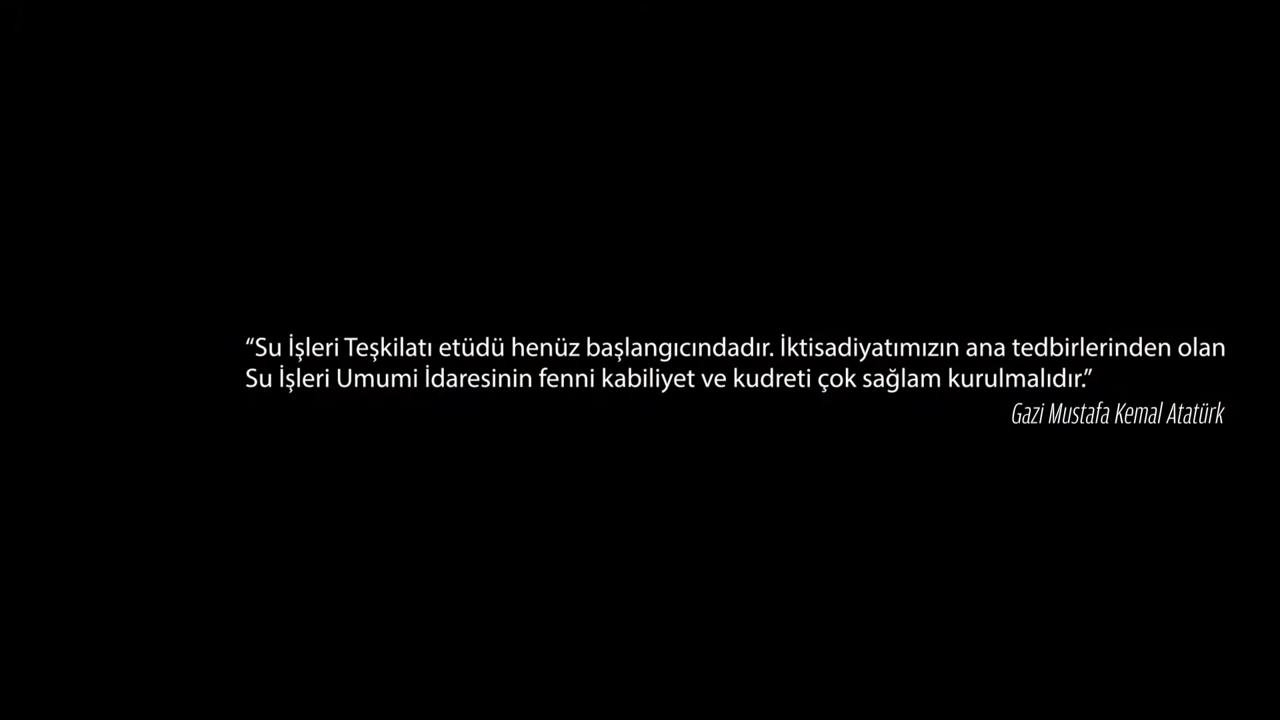 “Su İşleri Teşkilatı etüdü henüz başlangıcındadır. İktisadiyatımızın ana tedbirlerinden olan
Su İşleri Umumi İdaresinin fenni kabiliyet ve kudreti çok sağlam kurulmalıdır.”
Gazi Mustafa Kemal Atatürk